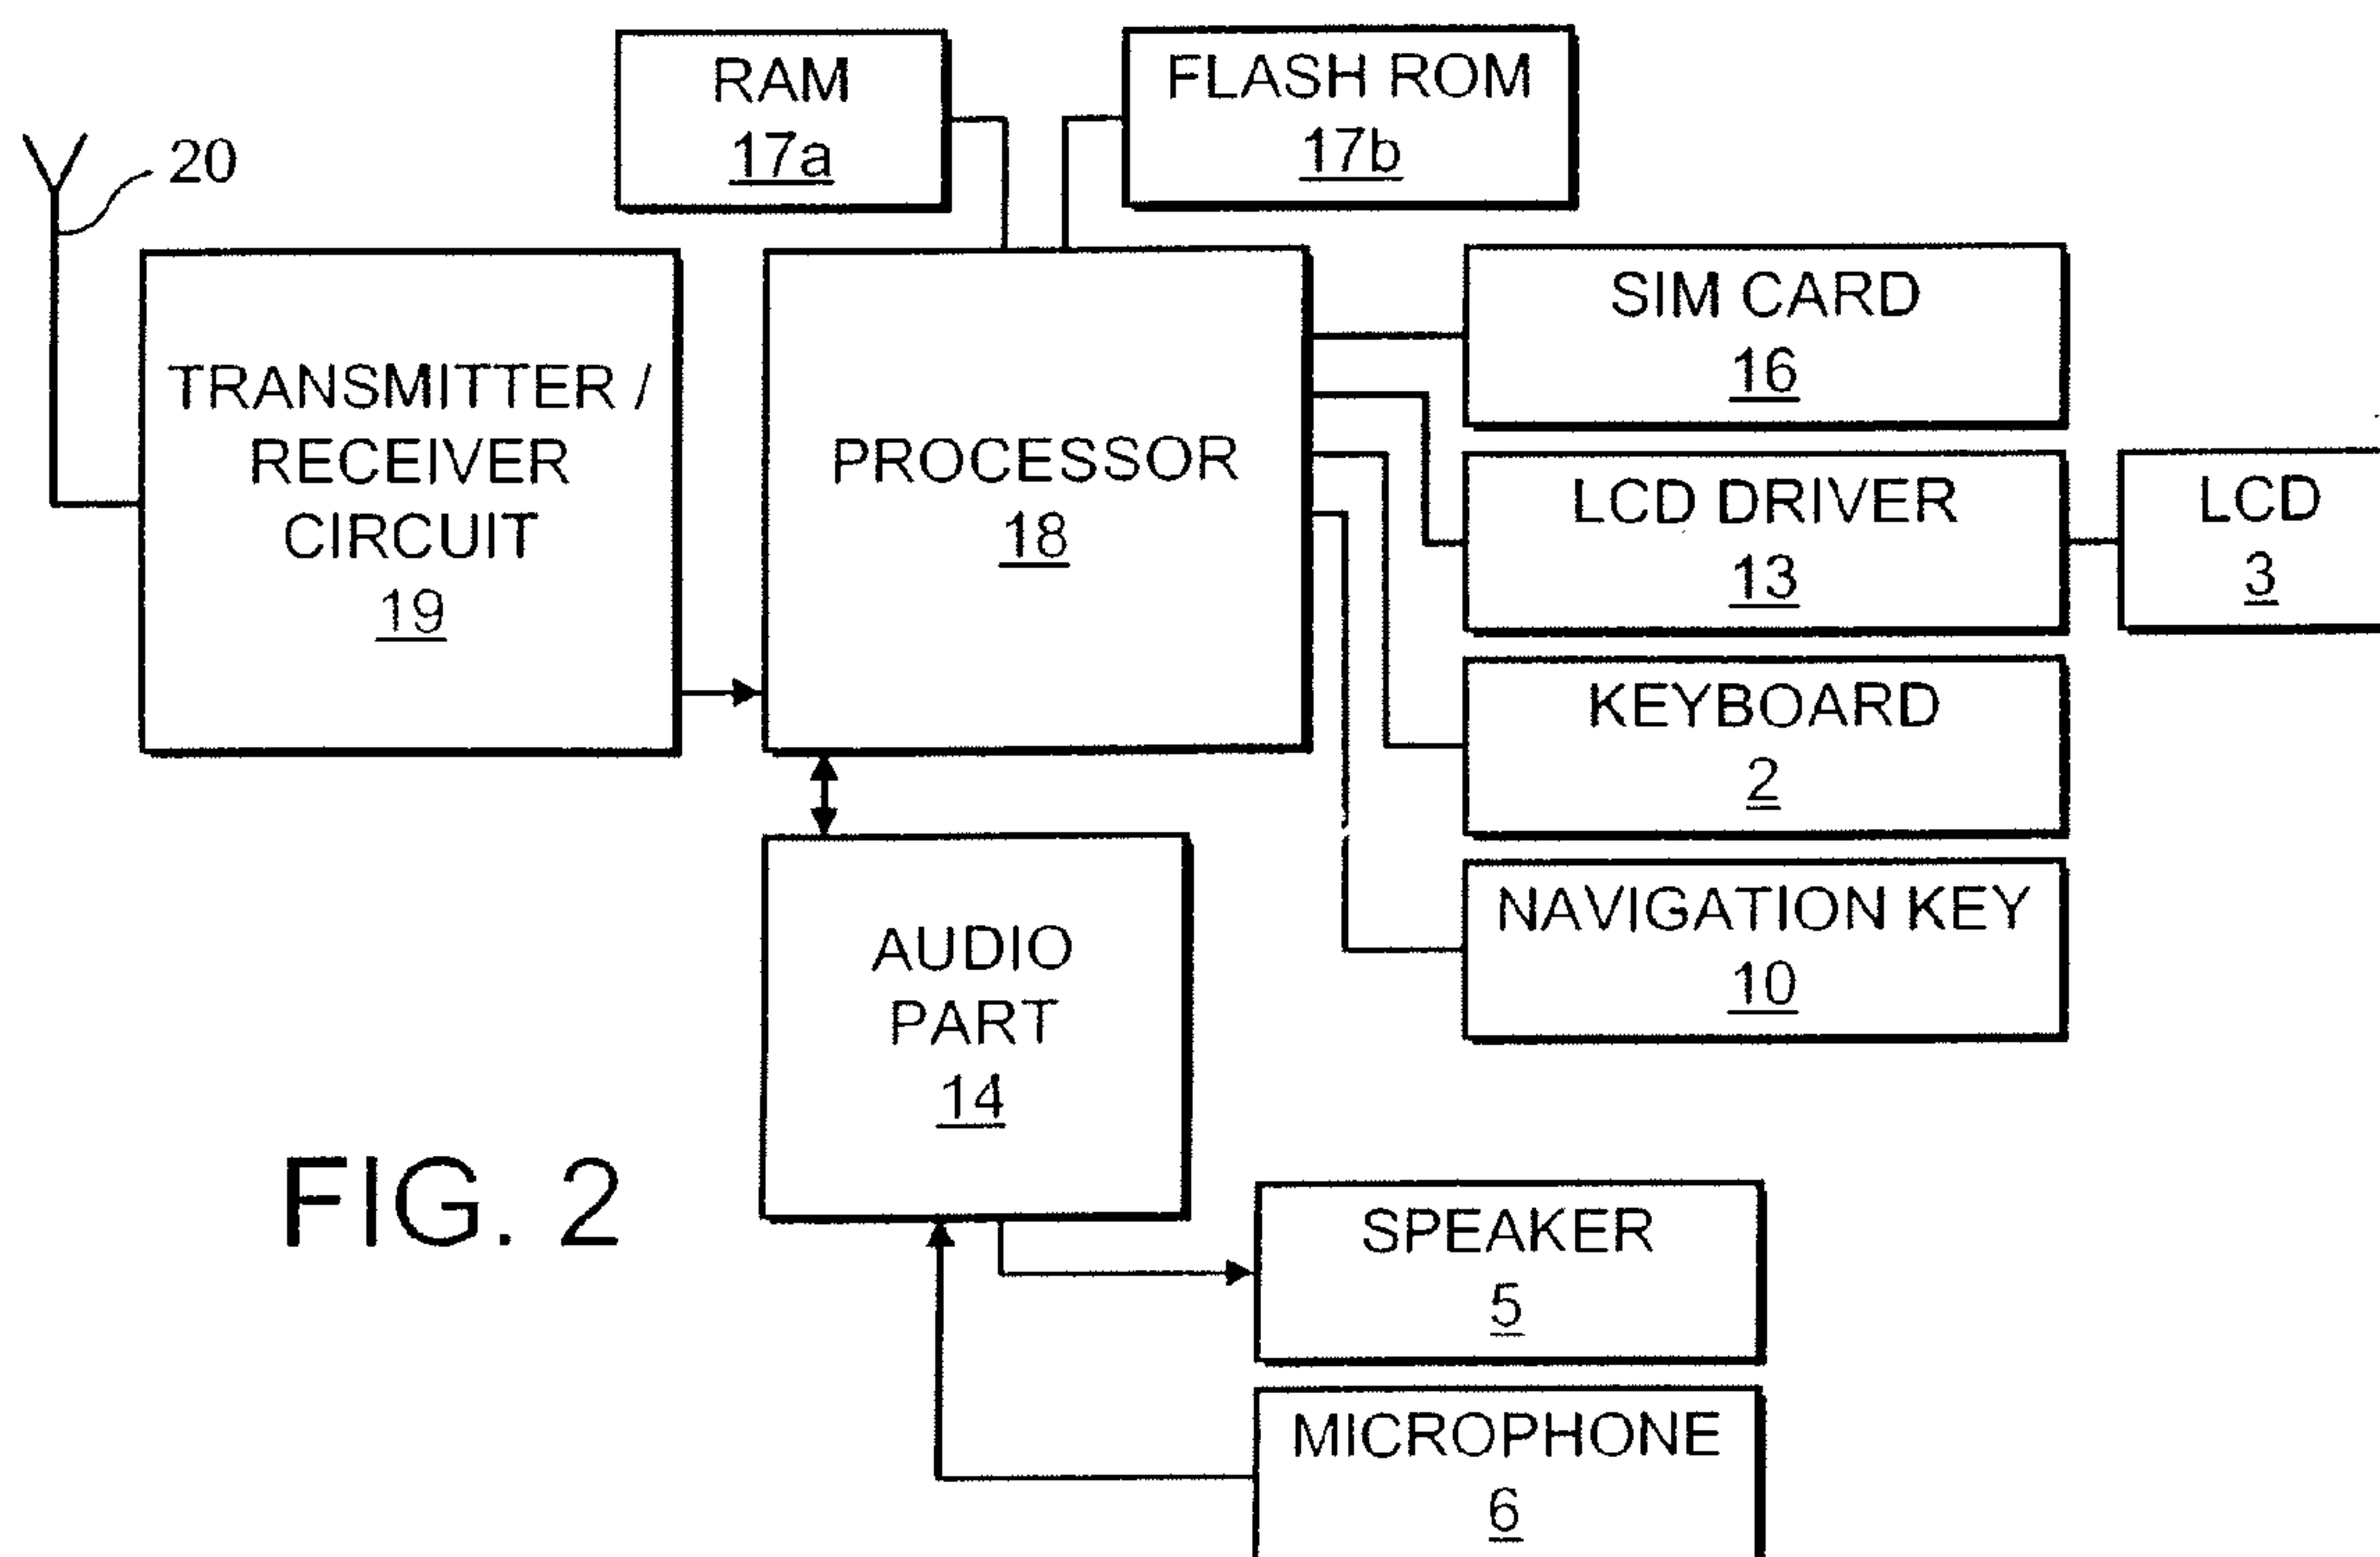 RAM
17a
FLASH ROM
17b
20
TRANSMITTER /
RECEIVER
CIRCUIT
19
PROCESSOR
18
SIM CARD
16
LCD DRIVER
13
LCD
3
KEYBOARD
2
NAVIGATION KEY
10
AUDIO
PART
14
SPEAKER
5
MICROPHONE
6
FIG. 2